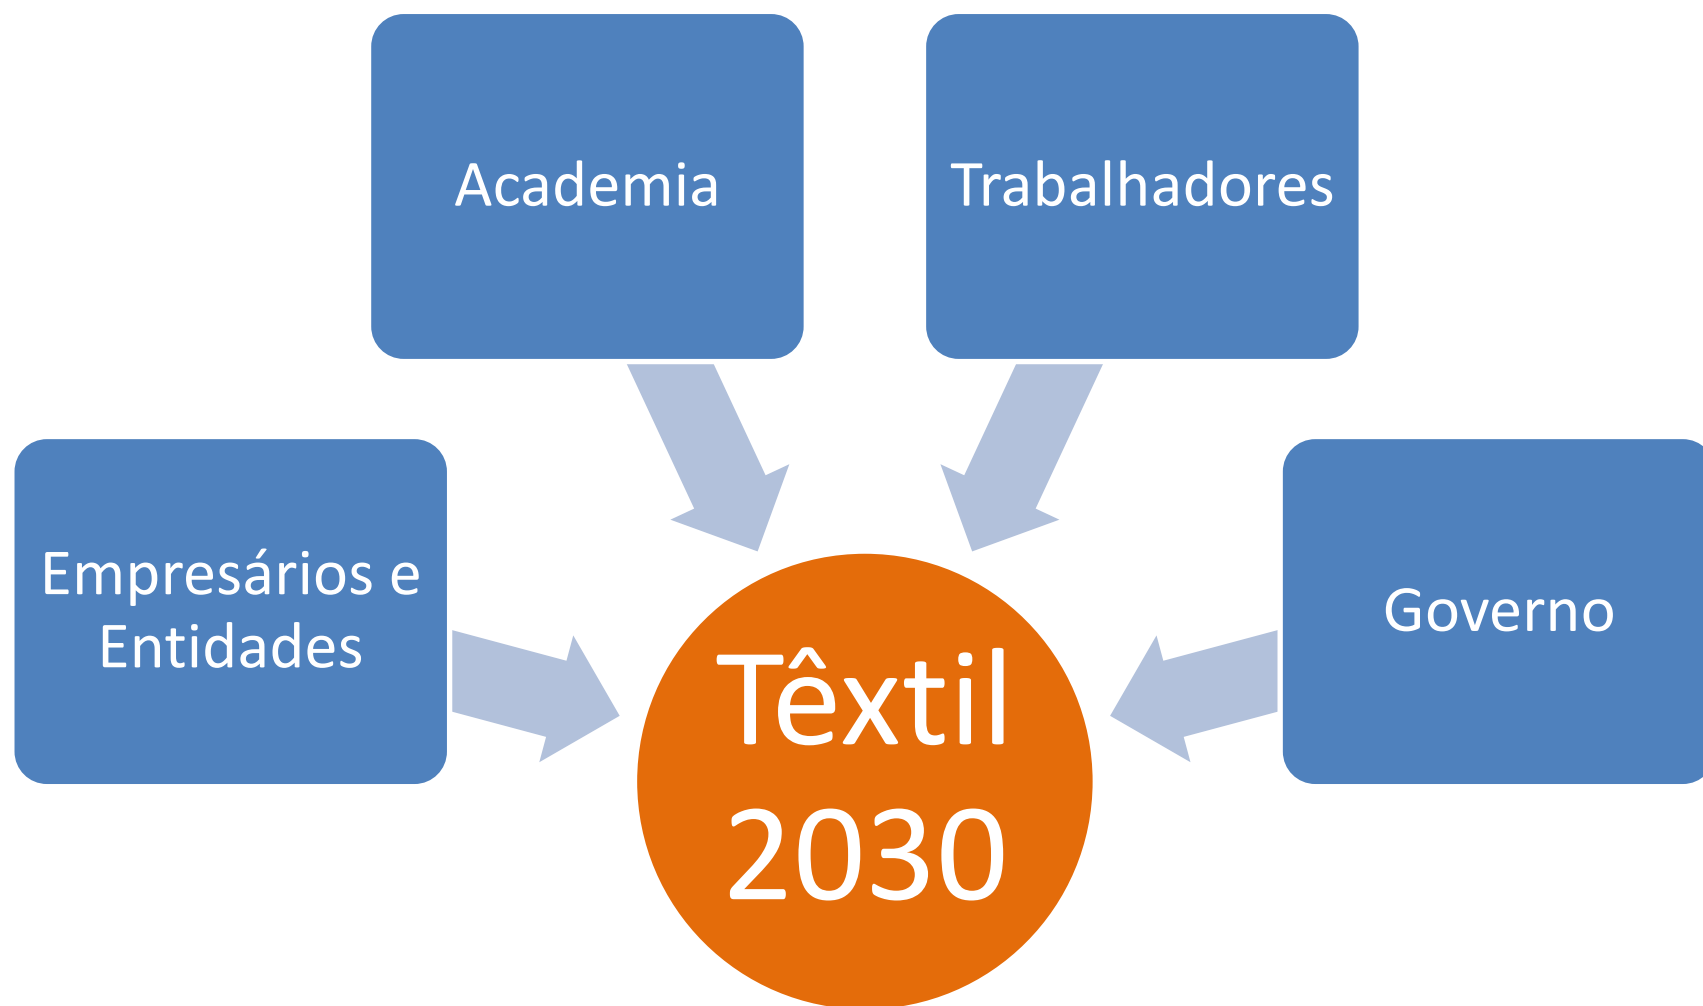 Academia
Trabalhadores
Empresários e
Entidades
Governo
Têxtil
2030